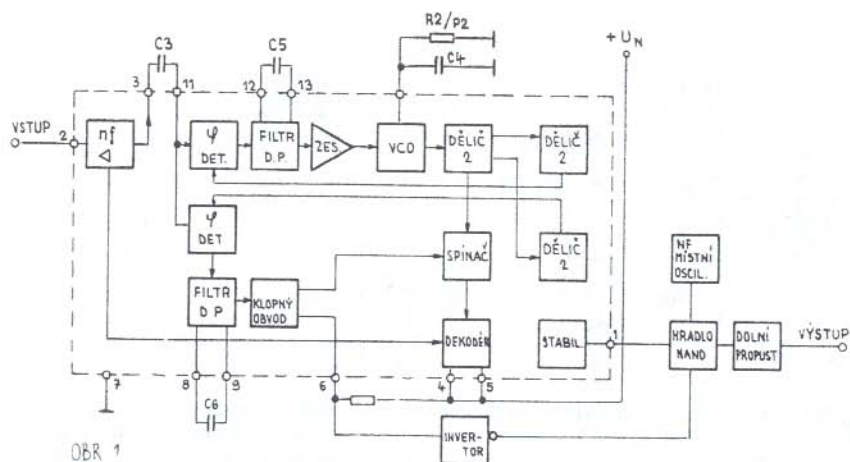 R2/P2
+ U_N
C3
C5
C4
3
11
12
13
VSTUP
2
nf
φ
DET.
FILTR
D.P.
ZES.
VCO
DĚLIČ
2
DĚLIČ
2
φ
DET
SPÍNAČ
DĚLIČ
2
NF
MÍSTNÍ
OSCIL.
FILTR
D P
KLOPNÝ
OBVOD
DEKODÉR
STABIL.
1
HRADLO
NAND
DOLNÍ
PROPUST
VÝSTUP
7
8
9
6
4
5
C6
INVER-
TOR
OBR 1